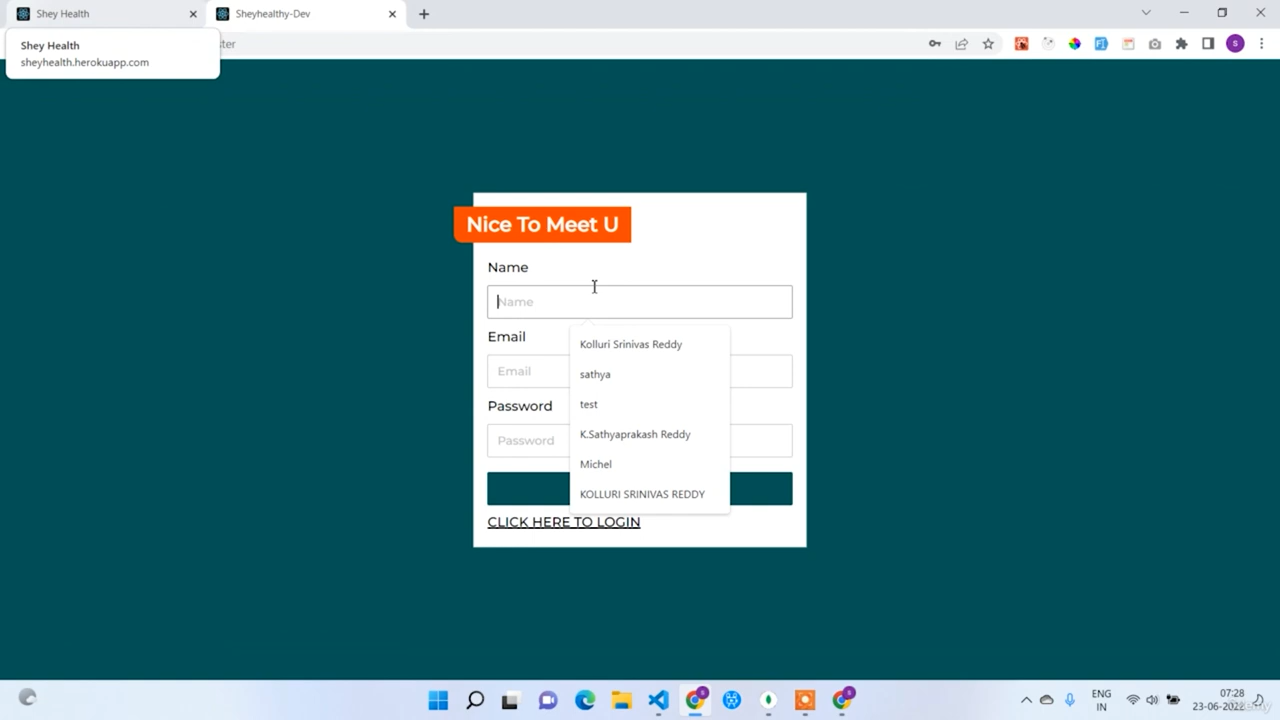 Shey Health
Sheyhealthy-Dev
Shey Health
sheyhealth.herokuapp.com
ster
S
Nice To Meet U
Name
Name
Kolluri Srinivas Reddy
Email
sathya
Email
test
Password
K.Sathyaprakash Reddy
Password
Michel
KOLLURI SRINIVAS REDDY
CLICK HERE TO LOGIN
ENG
IN
07:28
23-06-2022